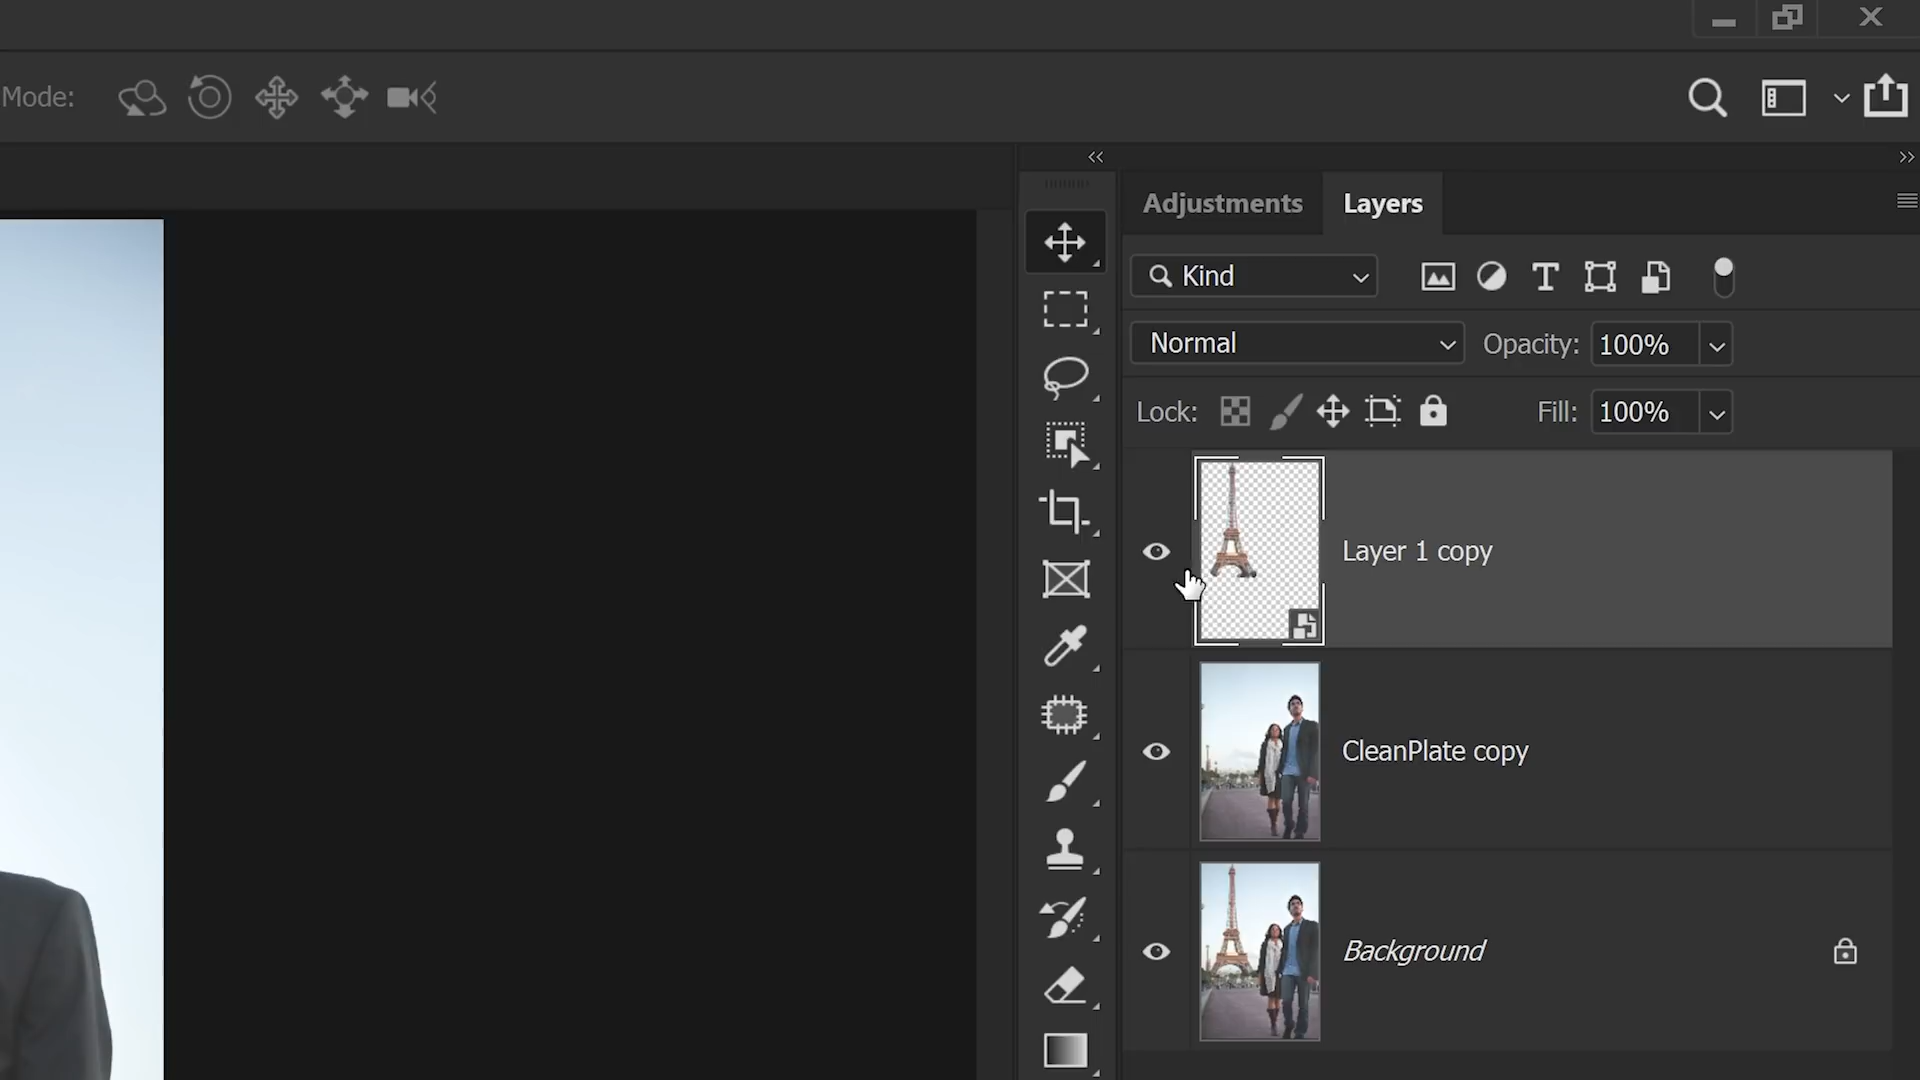 Mode:
Adjustments
Layers
Kind
Normal
Opacity: 100%
Lock:
Fill: 100%
Layer 1 copy
CleanPlate copy
Background